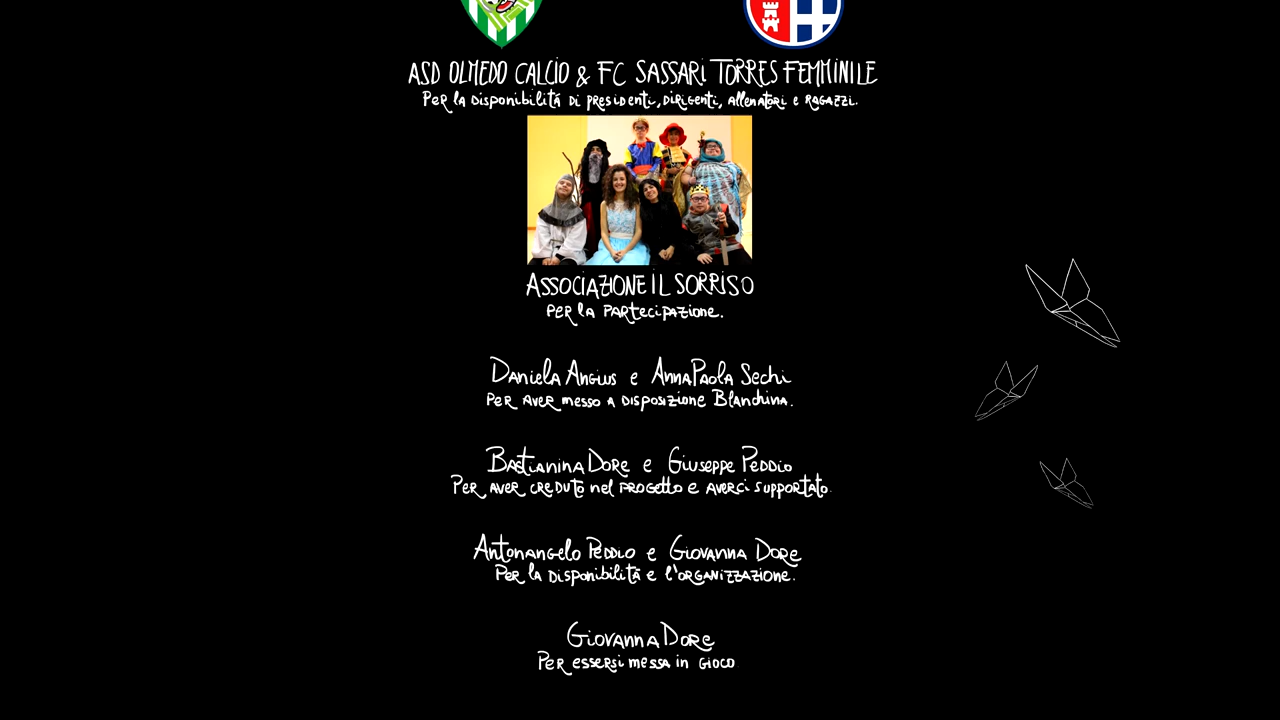 ASD OLMEDO CALCIO & FC SASSARI TORRES FEMMINILE
Per la disponibilità di presidenti, dirigenti, allenatori e ragazzi.
ASSOCIAZIONE IL SORRISO
per la partecipazione.
Daniela Angius e AnnaPaola Sechi
Per aver messo a disposizione Blanchina.
Bastianina Dore e Giuseppe Peddio
Per aver creduto nel progetto e averci supportato.
Antonangelo Peddio e Giovanna Dore
Per la disponibilità e l'organizzazione.
Giovanna Dore
Per essersi messa in gioco